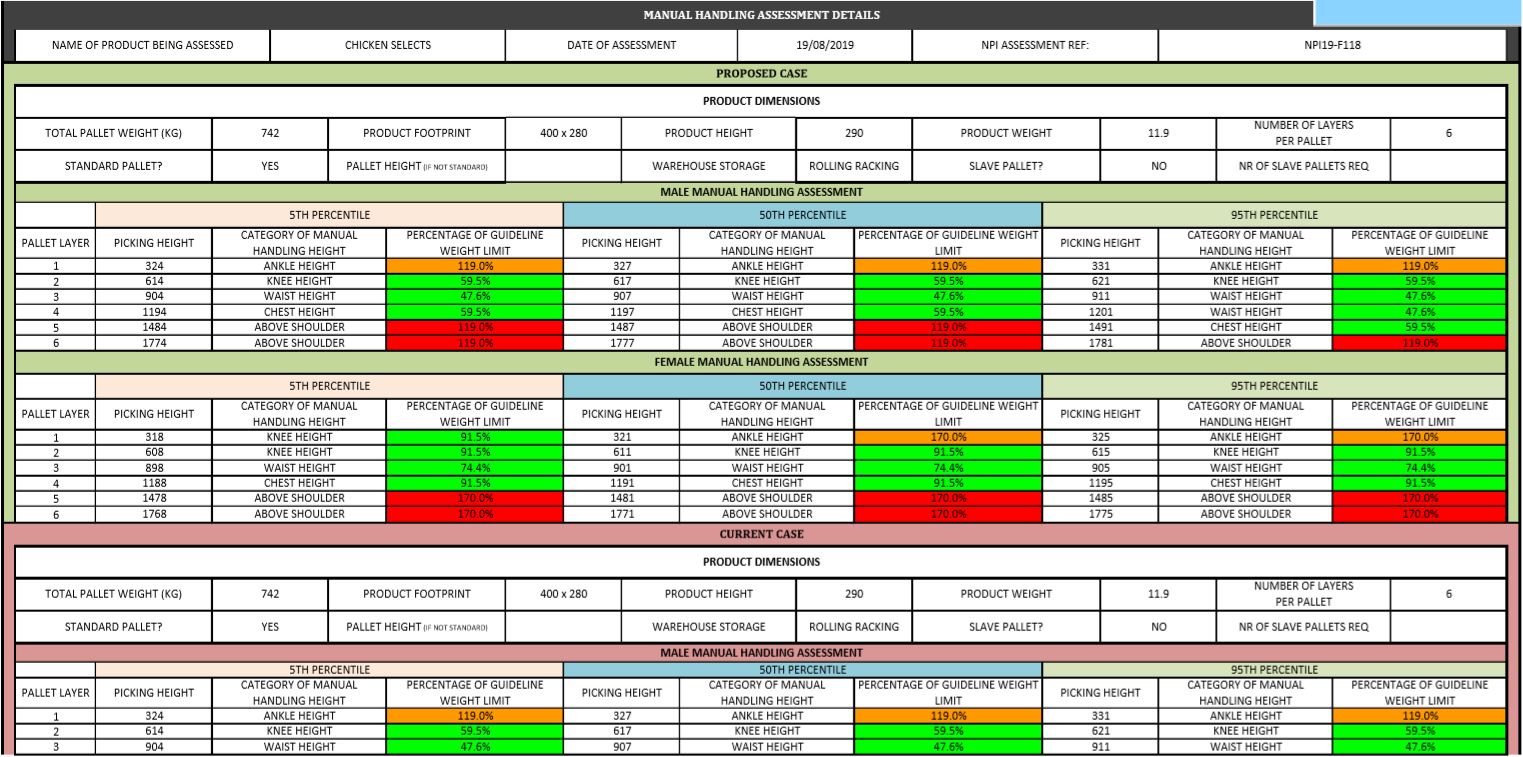 MANUAL HANDLING ASSESSMENT DETAILS
NAME OF PRODUCT BEING ASSESSED CHICKEN SELECTS DATE OF ASSESSMENT 19/08/2019 NPI ASSESSMENT REF: NPI19-F118
PROPOSED CASE
PRODUCT DIMENSIONS
TOTAL PALLET WEIGHT (KG) 742 PRODUCT FOOTPRINT 400 x 280 PRODUCT HEIGHT 290 PRODUCT WEIGHT 11.9 NUMBER OF LAYERS PER PALLET 6
STANDARD PALLET? YES PALLET HEIGHT (IF NOT STANDARD) WAREHOUSE STORAGE ROLLING RACKING SLAVE PALLET? NO NR OF SLAVE PALLETS REQ
MALE MANUAL HANDLING ASSESSMENT
5TH PERCENTILE 50TH PERCENTILE 95TH PERCENTILE
PALLET LAYER PICKING HEIGHT CATEGORY OF MANUAL HANDLING HEIGHT PERCENTAGE OF GUIDELINE WEIGHT LIMIT PICKING HEIGHT CATEGORY OF MANUAL HANDLING HEIGHT PERCENTAGE OF GUIDELINE WEIGHT LIMIT PICKING HEIGHT CATEGORY OF MANUAL HANDLING HEIGHT PERCENTAGE OF GUIDELINE WEIGHT LIMIT
1 324 ANKLE HEIGHT 119.0% 327 ANKLE HEIGHT 119.0% 331 ANKLE HEIGHT 119.0%
2 614 KNEE HEIGHT 59.5% 617 KNEE HEIGHT 59.5% 621 KNEE HEIGHT 59.5%
3 904 WAIST HEIGHT 47.6% 907 WAIST HEIGHT 47.6% 911 WAIST HEIGHT 47.6%
4 1194 CHEST HEIGHT 59.5% 1197 CHEST HEIGHT 59.5% 1201 WAIST HEIGHT 47.6%
5 1484 ABOVE SHOULDER 119.0% 1487 ABOVE SHOULDER 119.0% 1491 CHEST HEIGHT 59.5%
6 1774 ABOVE SHOULDER 119.0% 1777 ABOVE SHOULDER 119.0% 1781 ABOVE SHOULDER 119.0%
FEMALE MANUAL HANDLING ASSESSMENT
5TH PERCENTILE 50TH PERCENTILE 95TH PERCENTILE
PALLET LAYER PICKING HEIGHT CATEGORY OF MANUAL HANDLING HEIGHT PERCENTAGE OF GUIDELINE WEIGHT LIMIT PICKING HEIGHT CATEGORY OF MANUAL HANDLING HEIGHT PERCENTAGE OF GUIDELINE WEIGHT LIMIT PICKING HEIGHT CATEGORY OF MANUAL HANDLING HEIGHT PERCENTAGE OF GUIDELINE WEIGHT LIMIT
1 318 KNEE HEIGHT 91.5% 321 ANKLE HEIGHT 170.0% 325 ANKLE HEIGHT 170.0%
2 608 KNEE HEIGHT 91.5% 611 KNEE HEIGHT 91.5% 615 KNEE HEIGHT 91.5%
3 898 WAIST HEIGHT 74.4% 901 WAIST HEIGHT 74.4% 905 WAIST HEIGHT 74.4%
4 1188 CHEST HEIGHT 91.5% 1191 CHEST HEIGHT 91.5% 1195 CHEST HEIGHT 91.5%
5 1478 ABOVE SHOULDER 170.0% 1481 ABOVE SHOULDER 170.0% 1485 ABOVE SHOULDER 170.0%
6 1768 ABOVE SHOULDER 170.0% 1771 ABOVE SHOULDER 170.0% 1775 ABOVE SHOULDER 170.0%
CURRENT CASE
PRODUCT DIMENSIONS
TOTAL PALLET WEIGHT (KG) 742 PRODUCT FOOTPRINT 400 x 280 PRODUCT HEIGHT 290 PRODUCT WEIGHT 11.9 NUMBER OF LAYERS PER PALLET 6
STANDARD PALLET? YES PALLET HEIGHT (IF NOT STANDARD) WAREHOUSE STORAGE ROLLING RACKING SLAVE PALLET? NO NR OF SLAVE PALLETS REQ
MALE MANUAL HANDLING ASSESSMENT
5TH PERCENTILE 50TH PERCENTILE 95TH PERCENTILE
PALLET LAYER PICKING HEIGHT CATEGORY OF MANUAL HANDLING HEIGHT PERCENTAGE OF GUIDELINE WEIGHT LIMIT PICKING HEIGHT CATEGORY OF MANUAL HANDLING HEIGHT PERCENTAGE OF GUIDELINE WEIGHT LIMIT PICKING HEIGHT CATEGORY OF MANUAL HANDLING HEIGHT PERCENTAGE OF GUIDELINE WEIGHT LIMIT
1 324 ANKLE HEIGHT 119.0% 327 ANKLE HEIGHT 119.0% 331 ANKLE HEIGHT 119.0%
2 614 KNEE HEIGHT 59.5% 617 KNEE HEIGHT 59.5% 621 KNEE HEIGHT 59.5%
3 904 WAIST HEIGHT 47.6% 907 WAIST HEIGHT 47.6% 911 WAIST HEIGHT 47.6%